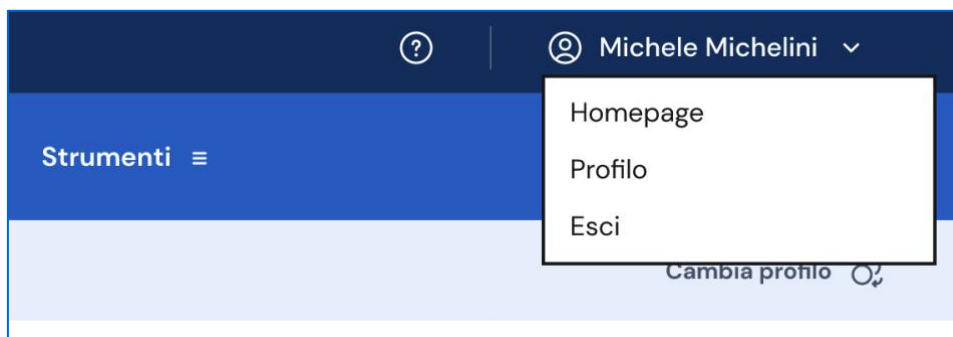 Michele Michelini
Homepage
Strumenti
Profilo
Esci
Cambia profilo